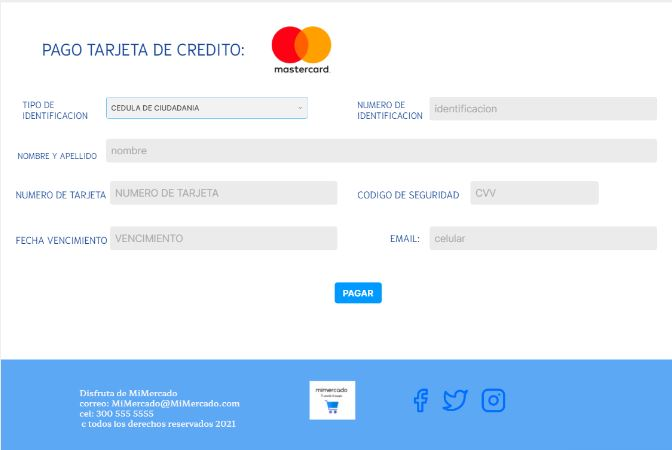 PAGO TARJETA DE CREDITO:
mastercard.
TIPO DE
IDENTIFICACION
CEDULA DE CIUDADANIA
NUMERO DE
IDENTIFICACION
identificacion
NOMBRE Y APELLIDO
nombre
NUMERO DE TARJETA
NUMERO DE TARJETA
CODIGO DE SEGURIDAD
CVV
FECHA VENCIMIENTO
VENCIMIENTO
EMAIL:
celular
PAGAR
Disfruta de MiMercado
correo: MiMercado@MiMercado.com
cel: 300 555 5555
c todos los derechos reservados 2021
mimercado